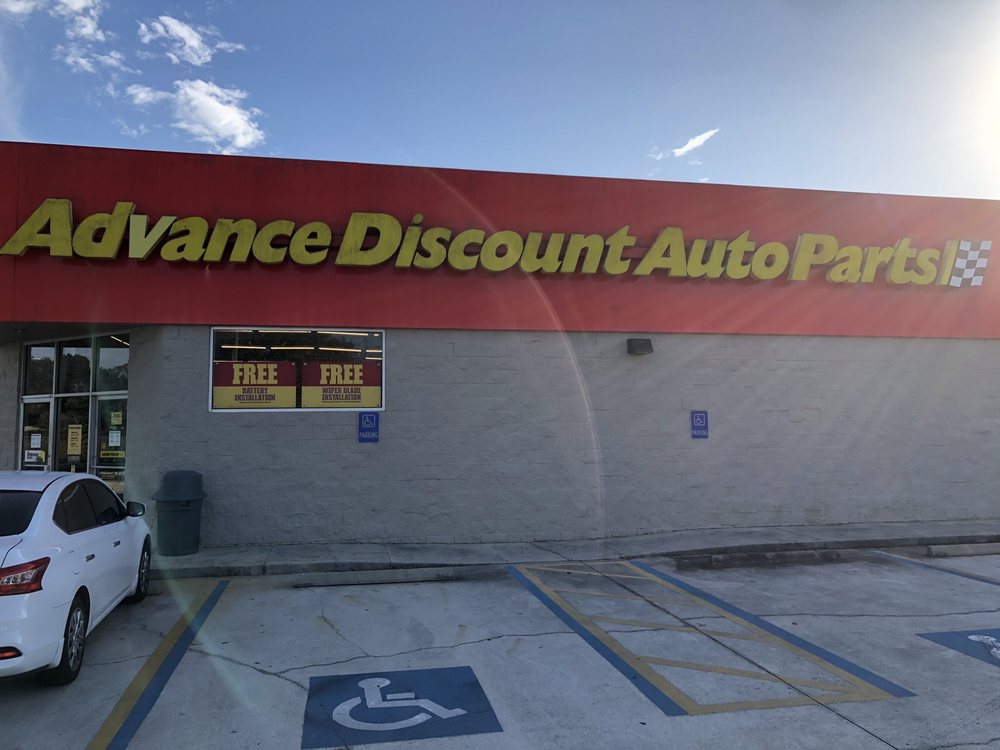 Advance Discount Auto Parts
FREE
BATTERY
INSTALLATION
FREE
WIPER BLADE
INSTALLATION
PARKING
PARKING